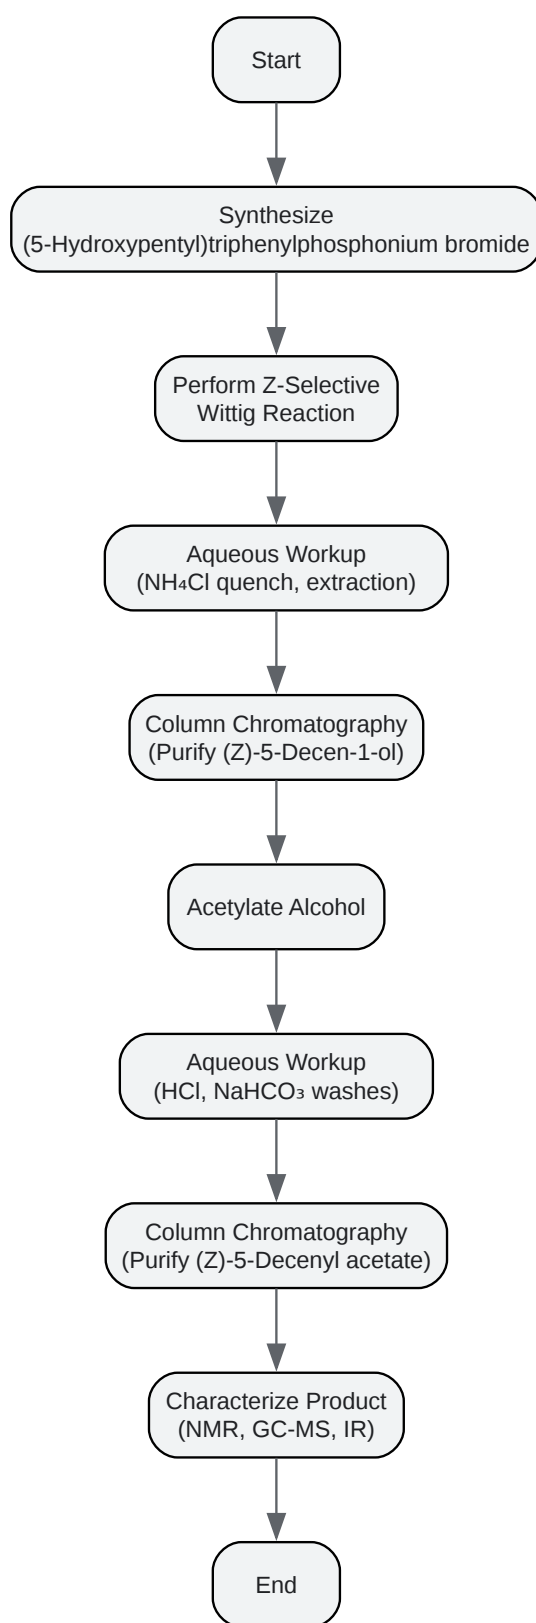 Start
Synthesize
(5-Hydroxypentyl)triphenylphosphonium bromide
Perform Z-Selective
Wittig Reaction
Aqueous Workup
(NH₄Cl quench, extraction)
Column Chromatography
(Purify (Z)-5-Decen-1-ol)
Acetylate Alcohol
Aqueous Workup
(HCl, NaHCO₃ washes)
Column Chromatography
(Purify (Z)-5-Decenyl acetate)
Characterize Product
(NMR, GC-MS, IR)
End